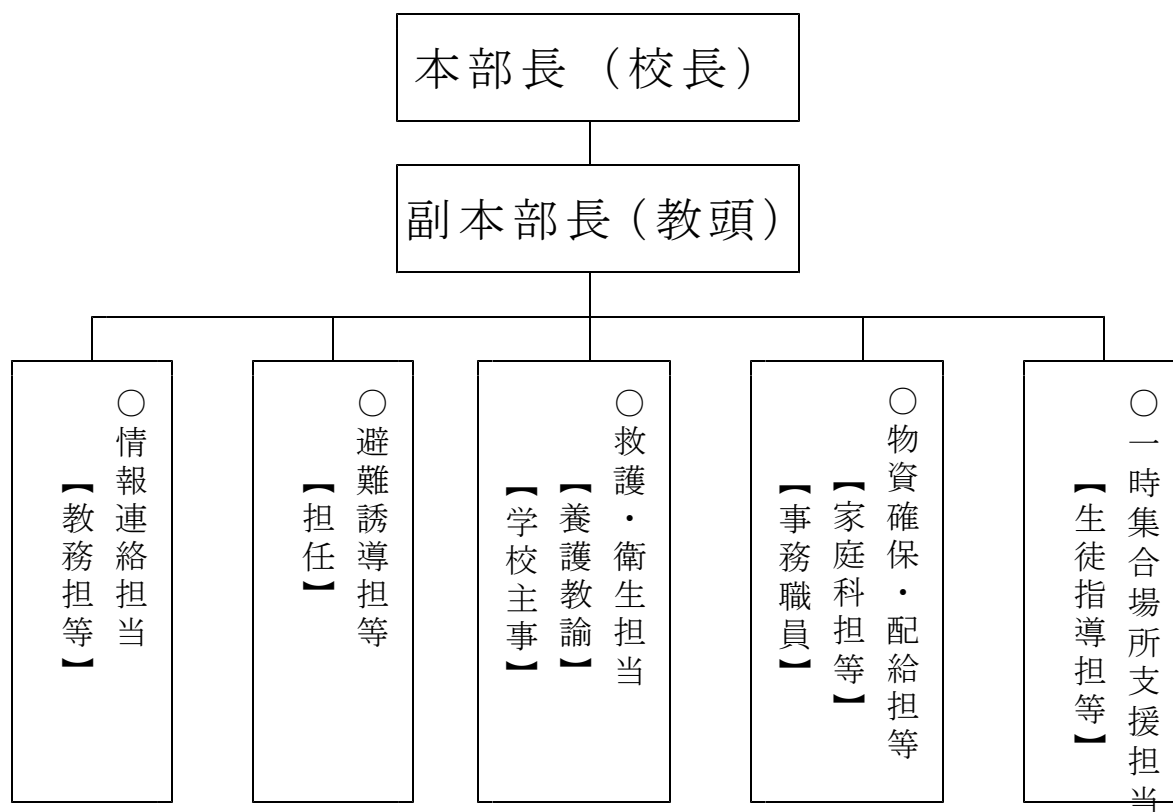 本部長（校長）
副本部長（教頭）
○情報連絡担当
【教務担等】
○避難誘導担等
【担任】
○救護・衛生担当
【養護教諭】
【学校主事】
○物資確保・配給担等
【家庭科担等】
【事務職員】
○一時集合場所支援担当
【生徒指導担等】